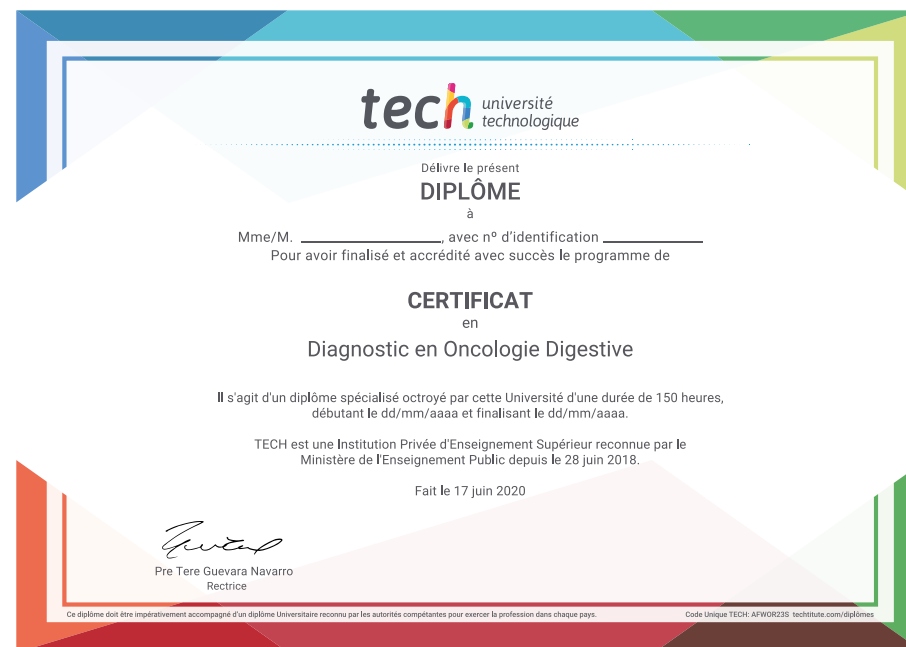 tech université
technologique
Délivre le présent
DIPLÔME
à
Mme/M. ____________________, avec nº d'identification ______________
Pour avoir finalisé et accrédité avec succès le programme de
CERTIFICAT
en
Diagnostic en Oncologie Digestive
Il s'agit d'un diplôme spécialisé octroyé par cette Université d'une durée de 150 heures,
débutant le dd/mm/aaaa et finalisant le dd/mm/aaaa.
TECH est une Institution Privée d'Enseignement Supérieur reconnue par le
Ministère de l'Enseignement Public depuis le 28 juin 2018.
Fait le 17 juin 2020
Pre Tere Guevara Navarro
Rectrice
Ce diplôme doit être impérativement accompagné d'un diplôme Universitaire reconnu par les autorités compétantes pour exercer la profession dans chaque pays. Code Unique TECH: AFWOR23S techtitute.com/diplômes